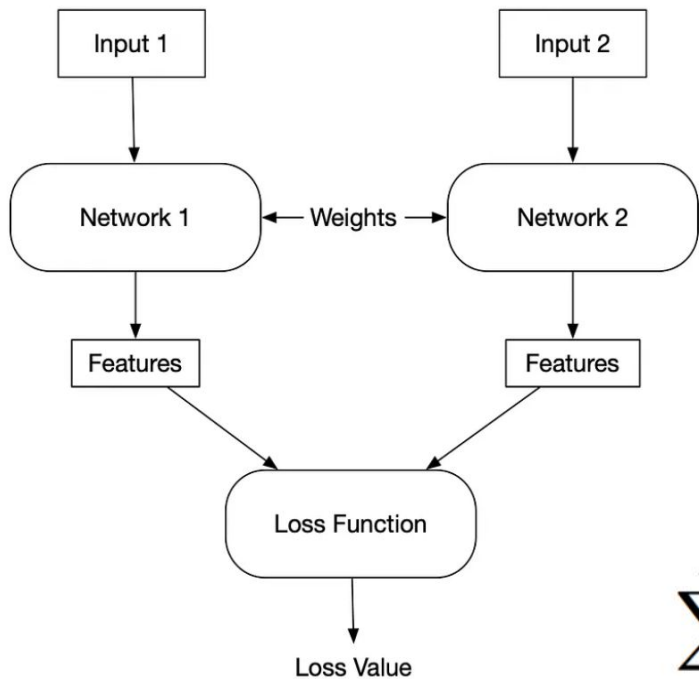 Input 1
Input 2
Network 1
Weights
Network 2
Features
Features
Loss Function
Loss Value